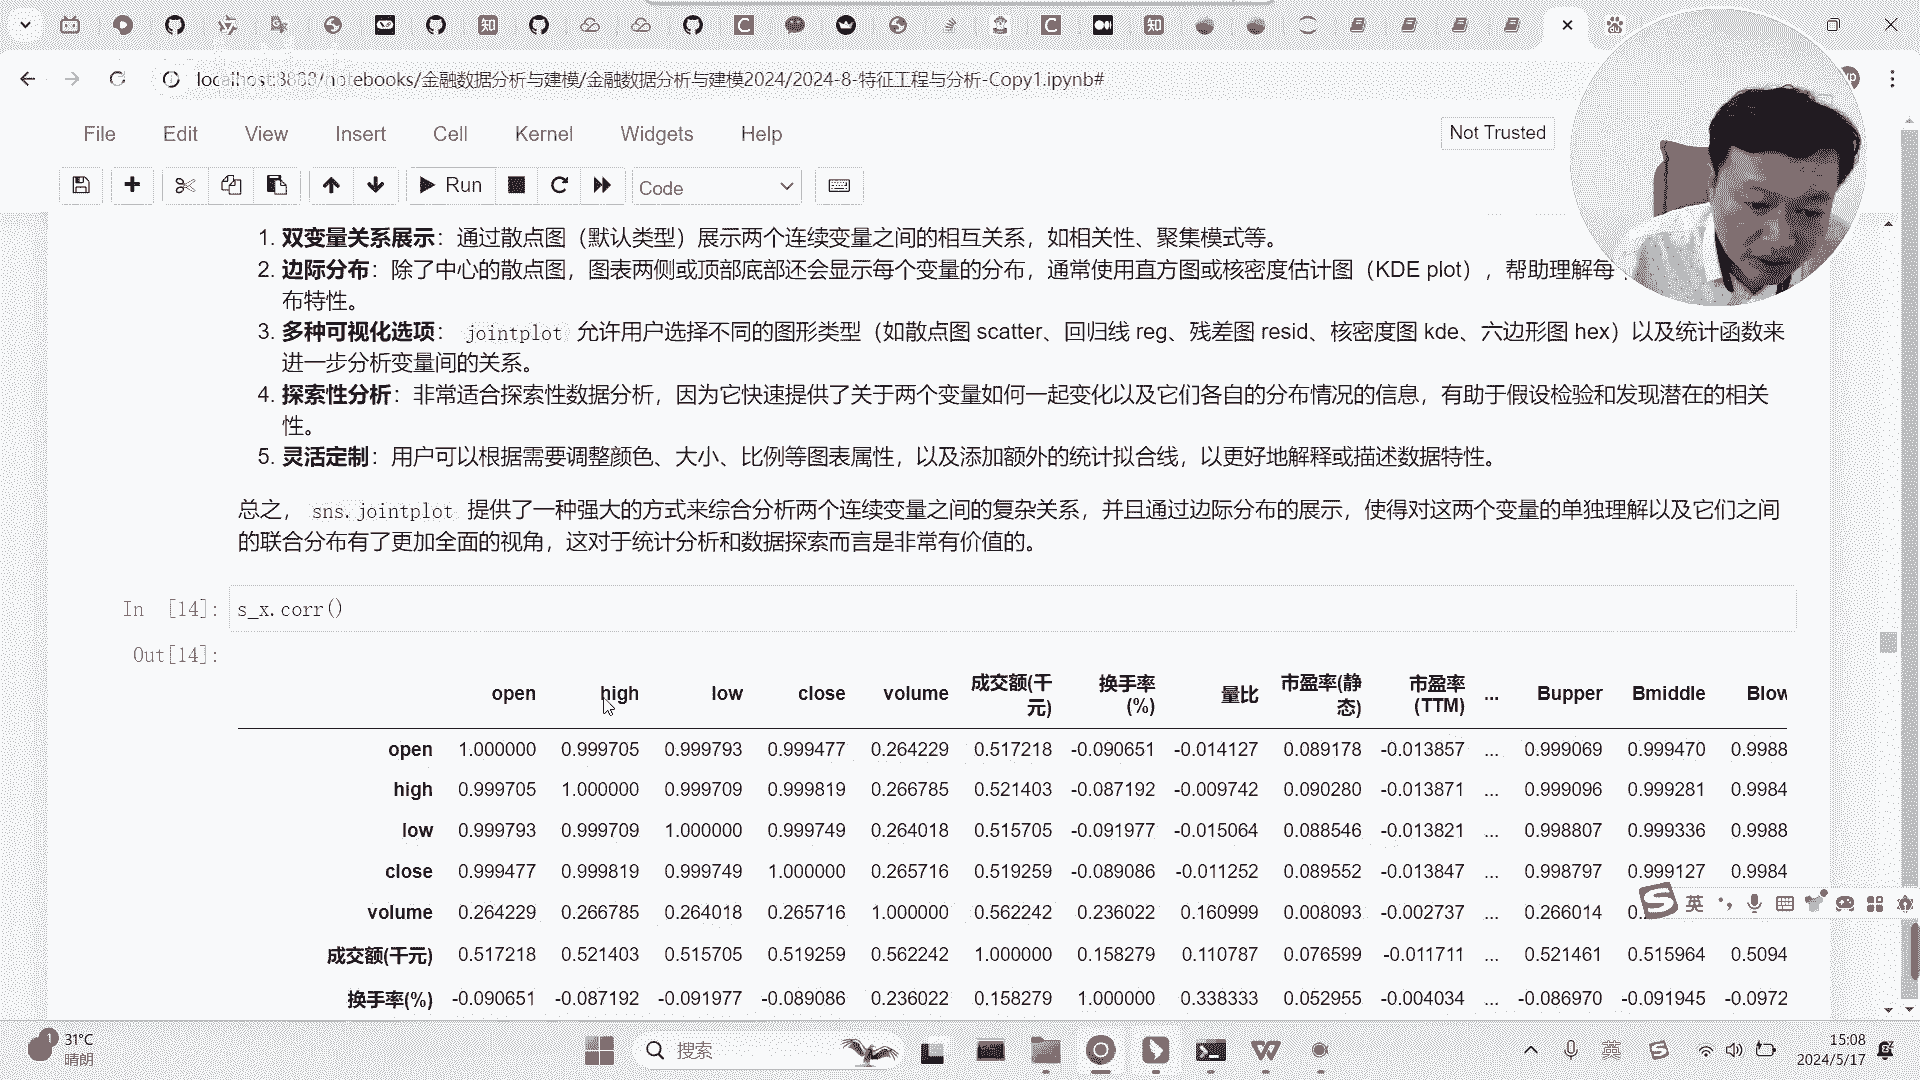 localhost:8888/notebooks/金融数据分析与建模/金融数据分析与建模2024/2024-8-特征工程与分析-Copy1.ipynb#
File Edit View Insert Cell Kernel Widgets Help
Not Trusted
Run
Code
1. 双变量关系展示：通过散点图（默认类型）展示两个连续变量之间的相互关系，如相关性、聚集模式等。
2. 边际分布：除了中心的散点图，图表两侧或顶部底部还会显示每个变量的分布，通常使用直方图或核密度估计图（KDE plot），帮助理解每
布特性。
3. 多种可视化选项： jointplot 允许用户选择不同的图形类型（如散点图 scatter、回归线 reg、残差图 resid、核密度图 kde、六边形图 hex）以及统计函数来
进一步分析变量间的关系。
4. 探索性分析：非常适合探索性数据分析，因为它快速提供了关于两个变量如何一起变化以及它们各自的分布情况的信息，有助于假设检验和发现潜在的相关
性。
5. 灵活定制：用户可以根据需要调整颜色、大小、比例等图表属性，以及添加额外的统计拟合线，以更好地解释或描述数据特性。
总之， sns.jointplot 提供了一种强大的方式来综合分析两个连续变量之间的复杂关系，并且通过边际分布的展示，使得对这两个变量的单独理解以及它们之间
的联合分布有了更加全面的视角，这对于统计分析和数据探索而言是非常有价值的。
In [14]: s_x.corr()
Out[14]:
open high low close volume 成交额(千元) 换手率(%) 量比 市盈率(静态) 市盈率(TTM) ... Bupper Bmiddle Blow
open 1.000000 0.999705 0.999793 0.999477 0.264229 0.517218 -0.090651 -0.014127 0.089178 -0.013857 ... 0.999069 0.999470 0.9988
high 0.999705 1.000000 0.999709 0.999819 0.266785 0.521403 -0.087192 -0.009742 0.090280 -0.013871 ... 0.999096 0.999281 0.9984
low 0.999793 0.999709 1.000000 0.999749 0.264018 0.515705 -0.091977 -0.015064 0.088546 -0.013821 ... 0.998807 0.999336 0.9988
close 0.999477 0.999819 0.999749 1.000000 0.265716 0.519259 -0.089086 -0.011252 0.089552 -0.013847 ... 0.998797 0.999127 0.9984
volume 0.264229 0.266785 0.264018 0.265716 1.000000 0.562242 0.236022 0.160999 0.008093 -0.002737 ... 0.266014
成交额(千元) 0.517218 0.521403 0.515705 0.519259 0.562242 1.000000 0.158279 0.110787 0.076599 -0.011711 ... 0.521461 0.515964 0.5094
换手率(%) -0.090651 -0.087192 -0.091977 -0.089086 0.236022 0.158279 1.000000 0.338333 0.052955 -0.004034 ... -0.086970 -0.091945 -0.0972
英
31°C
晴朗
搜索
英
15:08
2024/5/17